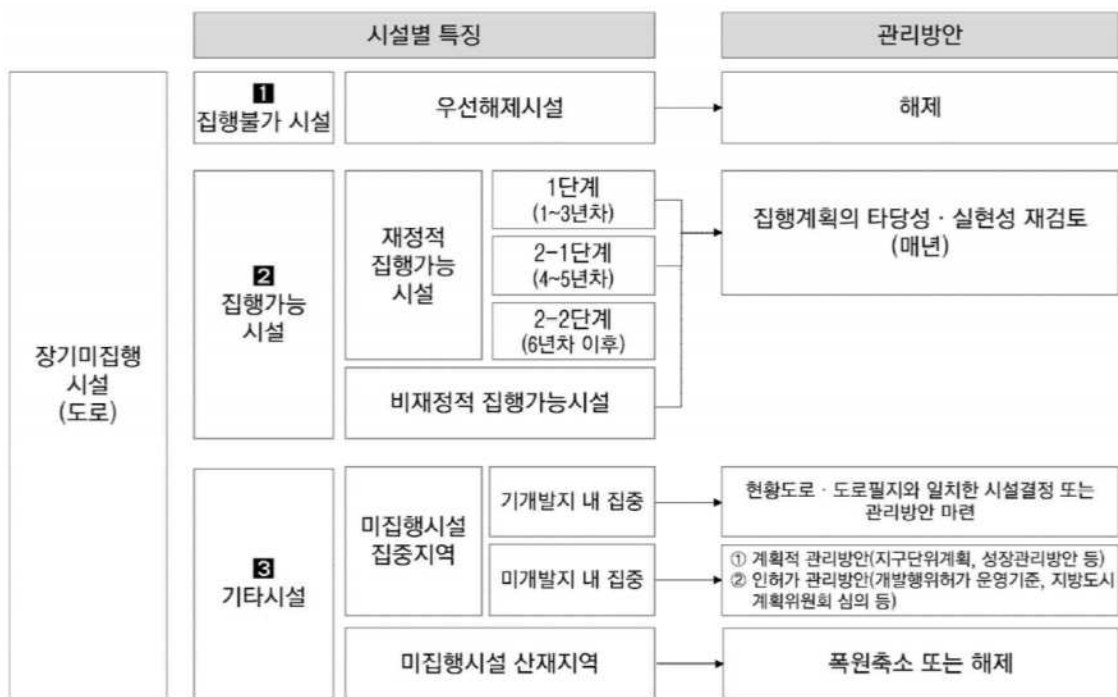 시설별 특징
관리방안
장기미집행
시설
(도로)
1
집행불가 시설
우선해제시설
해제
2
집행가능
시설
재정적
집행가능
시설
1단계
(1~3년차)
2-1단계
(4~5년차)
2-2단계
(6년차 이후)
비재정적 집행가능시설
집행계획의 타당성 · 실현성 재검토
(매년)
3
기타시설
미집행시설
집중지역
기개발지 내 집중
현황도로 · 도로필지와 일치한 시설결정 또는
관리방안 마련
미개발지 내 집중
① 계획적 관리방안(지구단위계획, 성장관리방안 등)
② 인허가 관리방안(개발행위허가 운영기준, 지방도시
계획위원회 심의 등)
미집행시설 산재지역
폭원축소 또는 해제